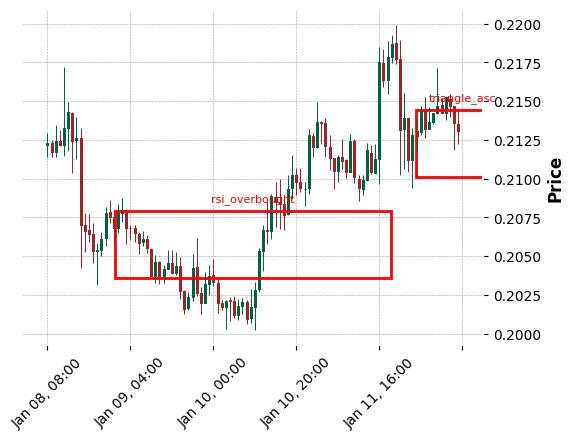 0.2200
0.2175
0.2150
0.2125
0.2100
0.2075
0.2050
0.2025
0.2000
Price
triangle_asc
rsi_overbought
Jan 08, 08:00
Jan 09, 04:00
Jan 10, 00:00
Jan 10, 20:00
Jan 11, 16:00